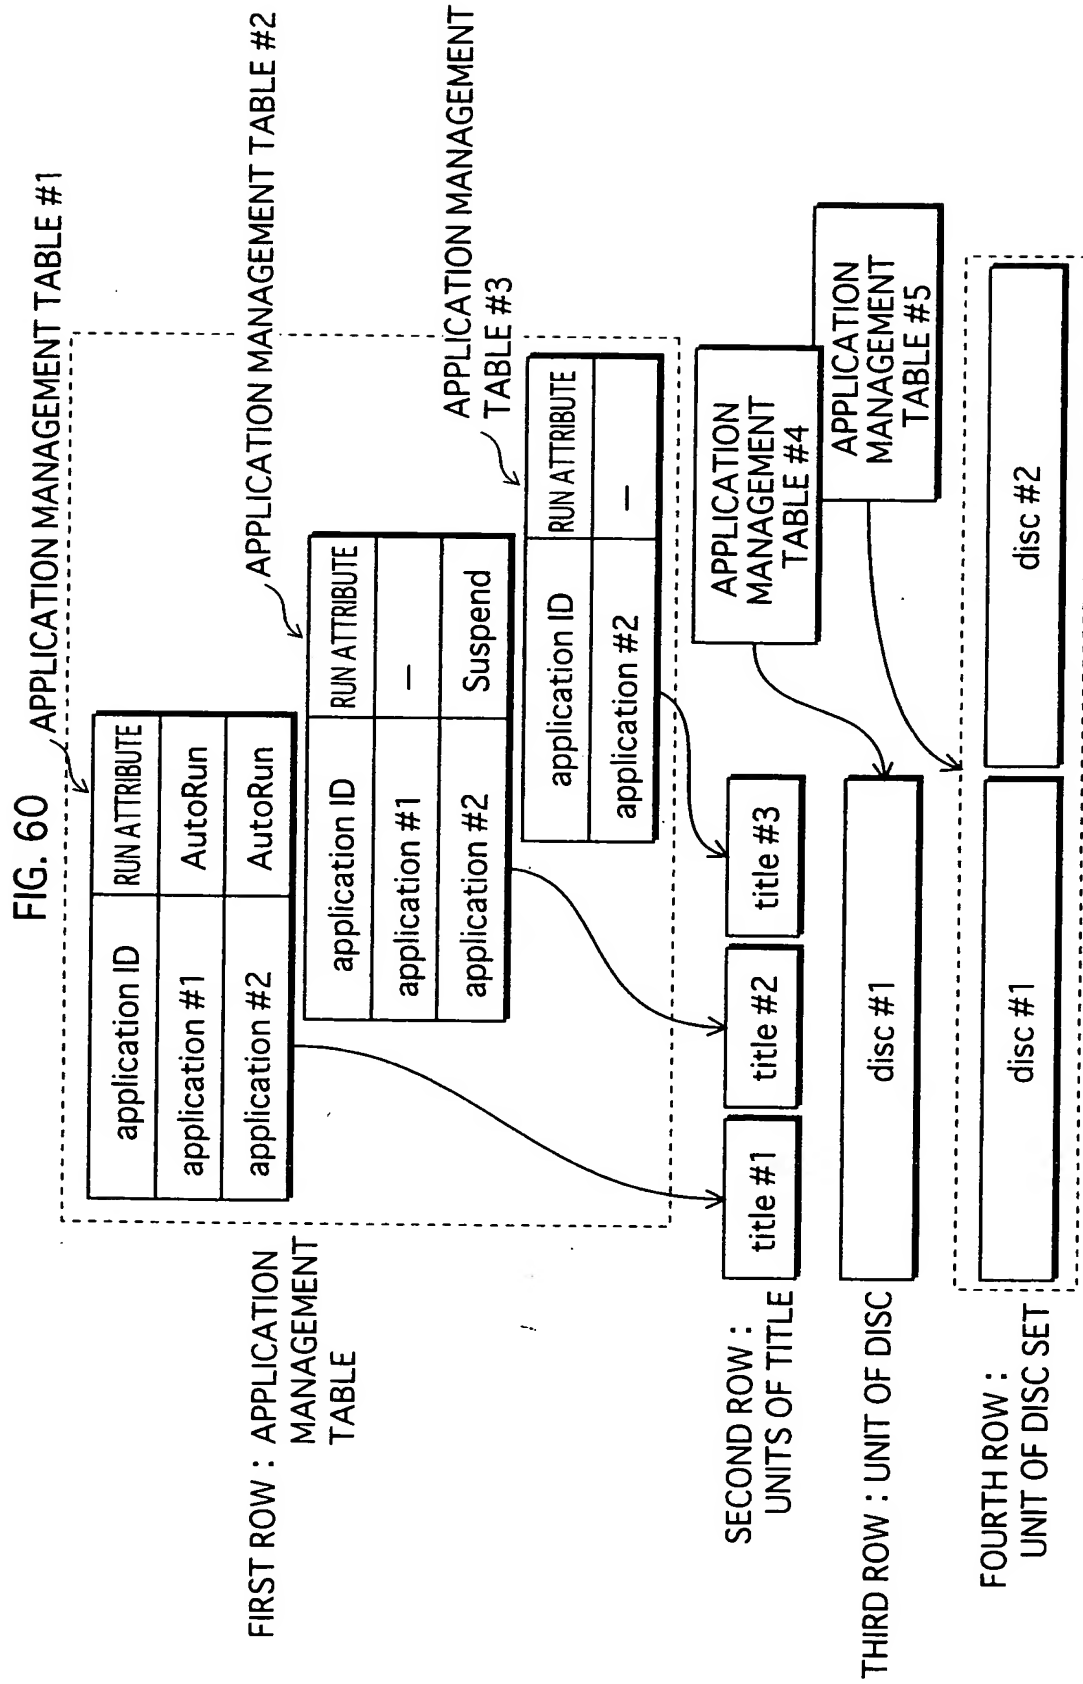 FIG. 60
APPLICATION MANAGEMENT TABLE #1
APPLICATION MANAGEMENT TABLE #2
APPLICATION MANAGEMENT
TABLE #3
FIRST ROW : APPLICATION
MANAGEMENT
TABLE
application ID RUN ATTRIBUTE
application #1 AutoRun
application #2 AutoRun
application ID RUN ATTRIBUTE
application #1 –
application #2 Suspend
application ID RUN ATTRIBUTE
application #2 –
APPLICATION
MANAGEMENT
TABLE #4
APPLICATION
MANAGEMENT
TABLE #5
SECOND ROW :
UNITS OF TITLE
title #1 title #2 title #3
THIRD ROW : UNIT OF DISC
disc #1
FOURTH ROW :
UNIT OF DISC SET
disc #1 disc #2